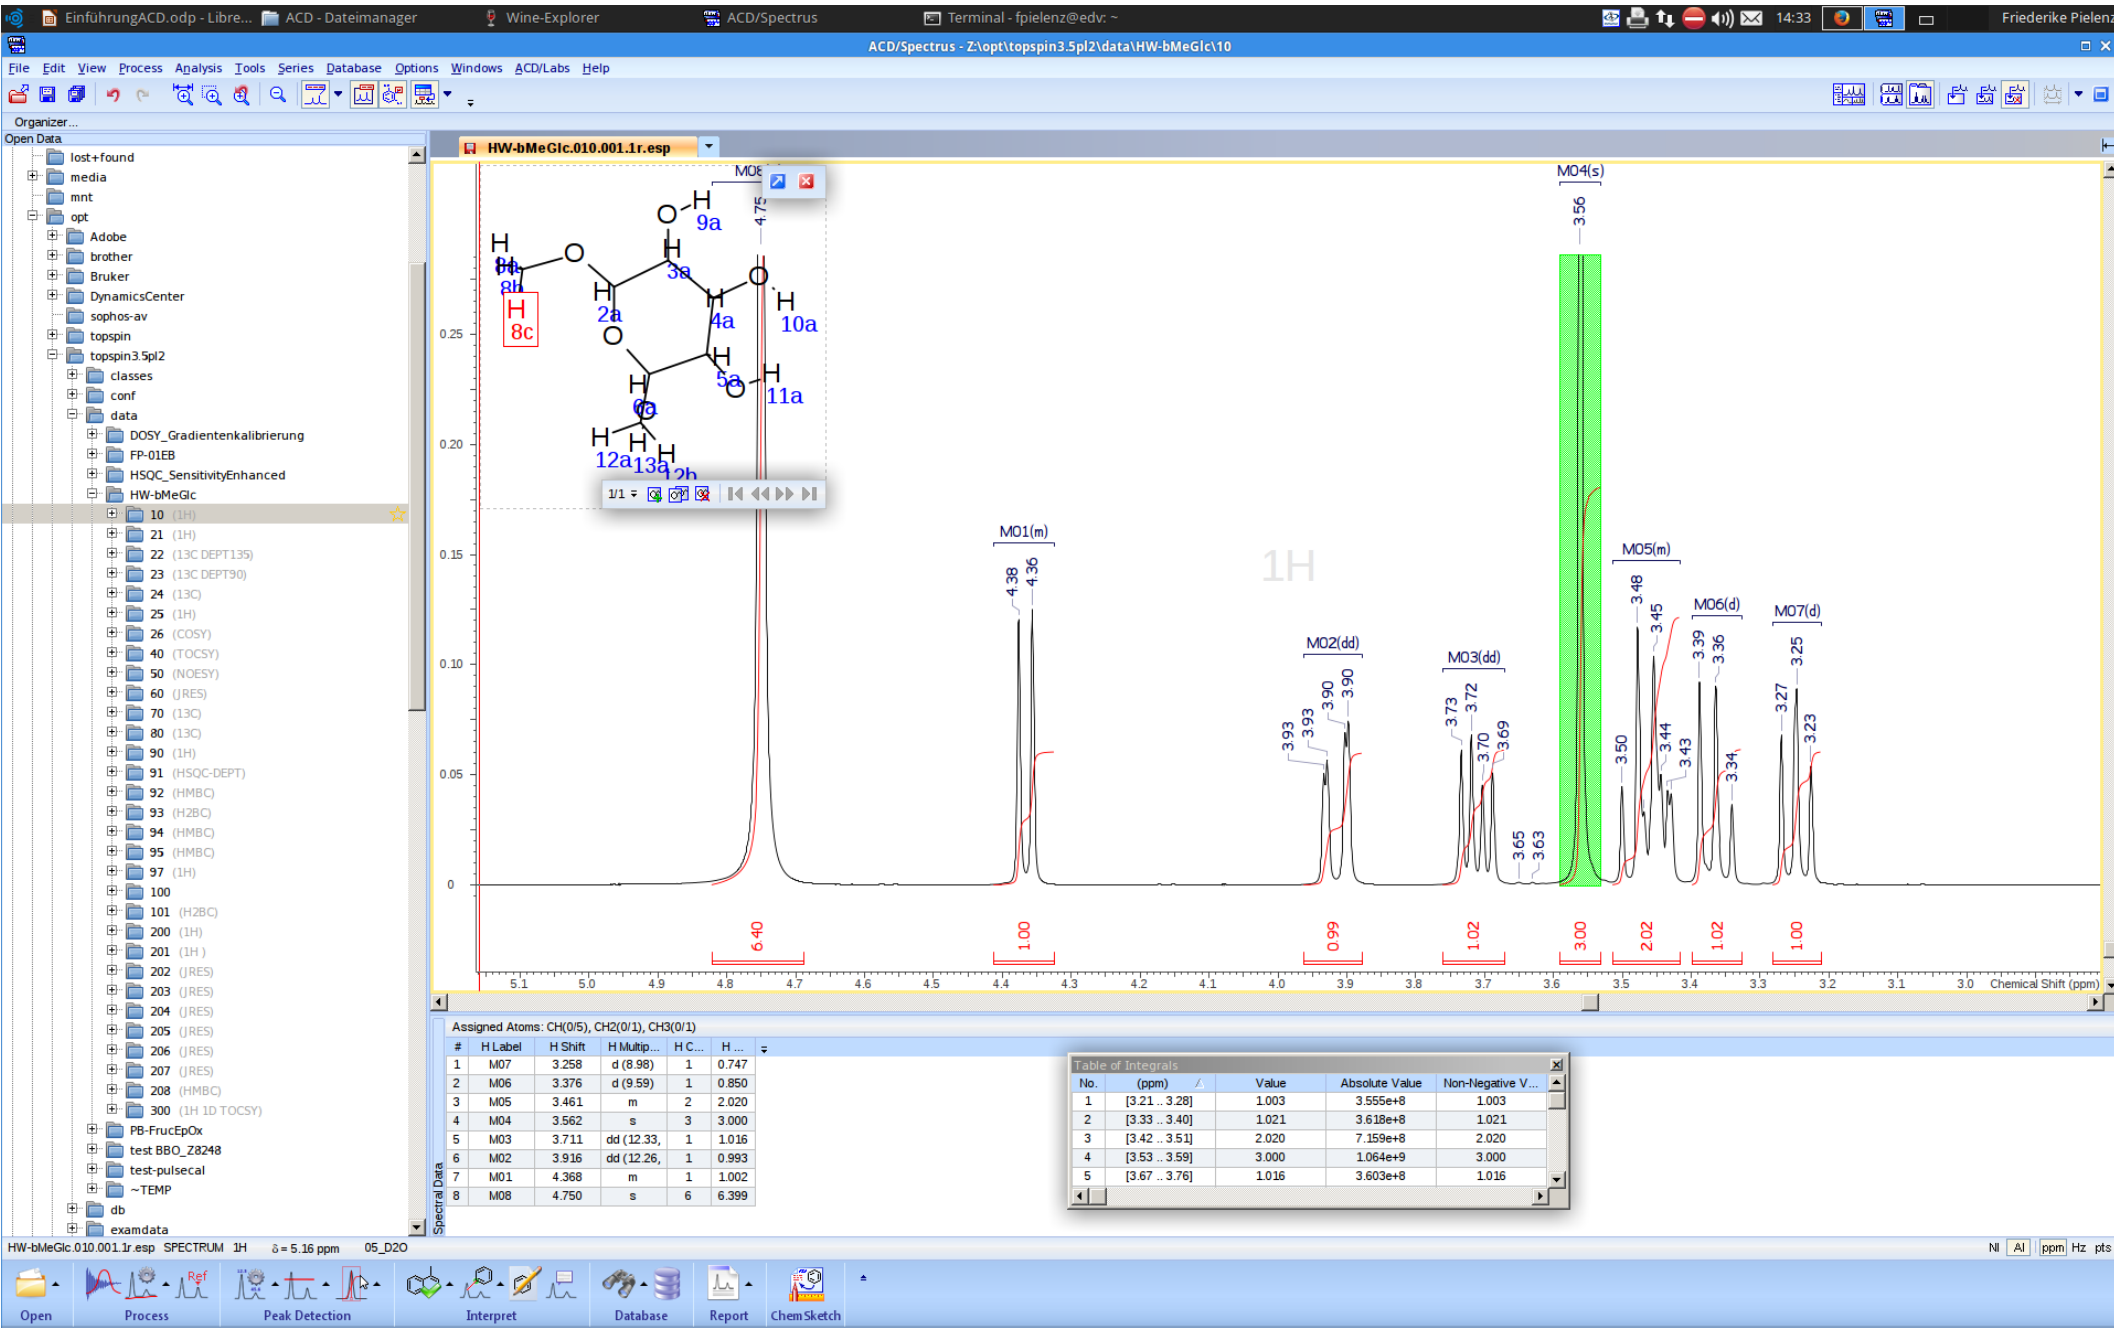 EinführungACD.odp - Libre... ACD - Dateimanager Wine-Explorer ACD/Spectrus Terminal - fpielenz@edv: ~ 14:33 Friederike Pielenz
ACD/Spectrus - Z:\opt\topspin3.5pl2\data\HW-bMeGlc\10
File Edit View Process Analysis Tools Series Database Options Windows ACD/Labs Help
Organizer...
Open Data
lost+found
media
mnt
opt
Adobe
brother
Bruker
DynamicsCenter
sophos-av
topspin
topspin3.5pl2
classes
conf
data
DOSY_Gradientenkalibrierung
FP-01EB
HSQC_SensitivityEnhanced
HW-bMeGlc
10 (1H)
21 (1H)
22 (13C DEPT135)
23 (13C DEPT90)
24 (13C)
25 (1H)
26 (COSY)
40 (TOCSY)
50 (NOESY)
60 (JRES)
70 (13C)
80 (13C)
90 (1H)
91 (HSQC-DEPT)
92 (HMBC)
93 (H2BC)
94 (HMBC)
95 (HMBC)
97 (1H)
100
101 (H2BC)
200 (1H)
201 (1H )
202 (JRES)
203 (JRES)
204 (JRES)
205 (JRES)
206 (JRES)
207 (JRES)
208 (HMBC)
300 (1H 1D TOCSY)
PB-FrucEpOx
test BBO_Z8248
test-pulsecal
~TEMP
db
examdata
HW-bMeGlc.010.001.1r.esp
M08
4.75
M04(s)
3.56
O H
9a
H O H
8a 3a O
8b H H H
H 2a 4a 10a
8c O H H
5a O 11a
H
6a
O
H H H
12a 13a 12b
1/1
1H
M01(m)
4.38 4.36
M02(dd)
3.93 3.93 3.90 3.90
M03(dd)
3.73 3.72 3.70 3.69
3.65 3.63
M05(m)
3.50 3.48 3.45 3.44 3.43
M06(d)
3.39 3.36 3.34
M07(d)
3.27 3.25 3.23
0.25
0.20
0.15
0.10
0.05
0
6.40 1.00 0.99 1.02 3.00 2.02 1.02 1.00
5.1 5.0 4.9 4.8 4.7 4.6 4.5 4.4 4.3 4.2 4.1 4.0 3.9 3.8 3.7 3.6 3.5 3.4 3.3 3.2 3.1 3.0 Chemical Shift (ppm)
Assigned Atoms: CH(0/5), CH2(0/1), CH3(0/1)
# H Label H Shift H Multip... H C... H ...
1 M07 3.258 d (8.98) 1 0.747
2 M06 3.376 d (9.59) 1 0.850
3 M05 3.461 m 2 2.020
4 M04 3.562 s 3 3.000
5 M03 3.711 dd (12.33, 1 1.016
6 M02 3.916 dd (12.26, 1 0.993
7 M01 4.368 m 1 1.002
8 M08 4.750 s 6 6.399
Spectral Data
Table of Integrals
No. (ppm) Value Absolute Value Non-Negative V...
1 [3.21 .. 3.28] 1.003 3.555e+8 1.003
2 [3.33 .. 3.40] 1.021 3.618e+8 1.021
3 [3.42 .. 3.51] 2.020 7.159e+8 2.020
4 [3.53 .. 3.59] 3.000 1.064e+9 3.000
5 [3.67 .. 3.76] 1.016 3.603e+8 1.016
HW-bMeGlc.010.001.1r.esp SPECTRUM 1H δ = 5.16 ppm 05_D2O NI AI ppm Hz pts
Ref
Open Process Peak Detection Interpret Database Report ChemSketch